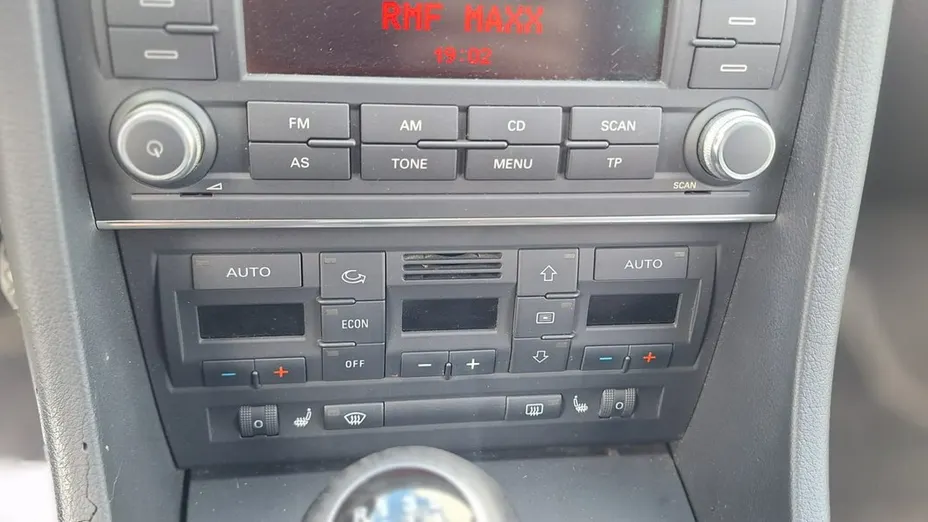 RMF MAXX
19:02
FM AM CD SCAN
AS TONE MENU TP
SCAN
AUTO AUTO
ECON
OFF
O O
R